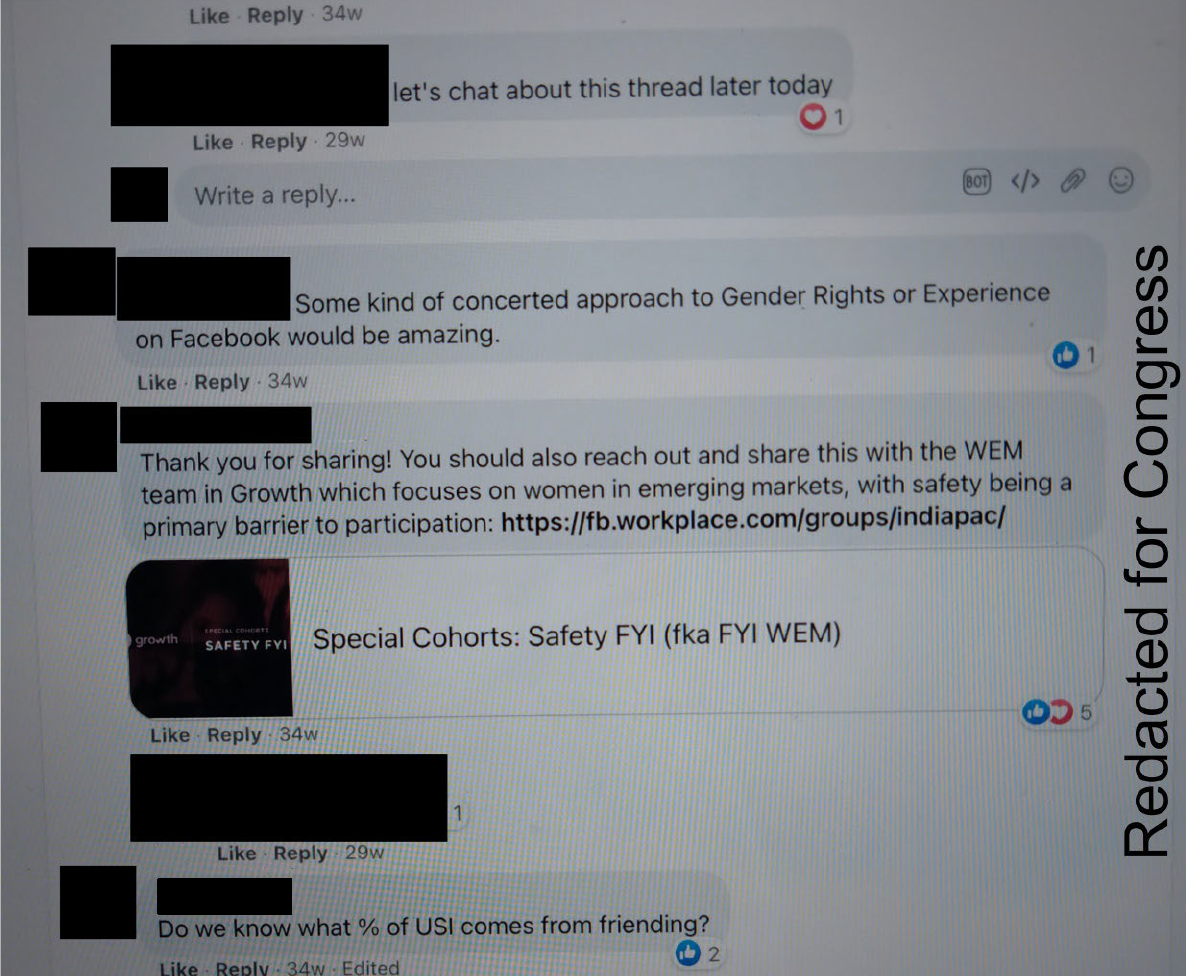 Like · Reply · 34w
let's chat about this thread later today
1
Like · Reply · 29w
Write a reply...
BOT </>
Some kind of concerted approach to Gender Rights or Experience
on Facebook would be amazing.
1
Like · Reply · 34w
Thank you for sharing! You should also reach out and share this with the WEM
team in Growth which focuses on women in emerging markets, with safety being a
primary barrier to participation: https://fb.workplace.com/groups/indiapac/
growth
SPECIAL COHORTS
SAFETY FYI
Special Cohorts: Safety FYI (fka FYI WEM)
5
Like · Reply · 34w
1
Like · Reply · 29w
Do we know what % of USI comes from friending?
2
Like · Reply · 34w · Edited
Redacted for Congress